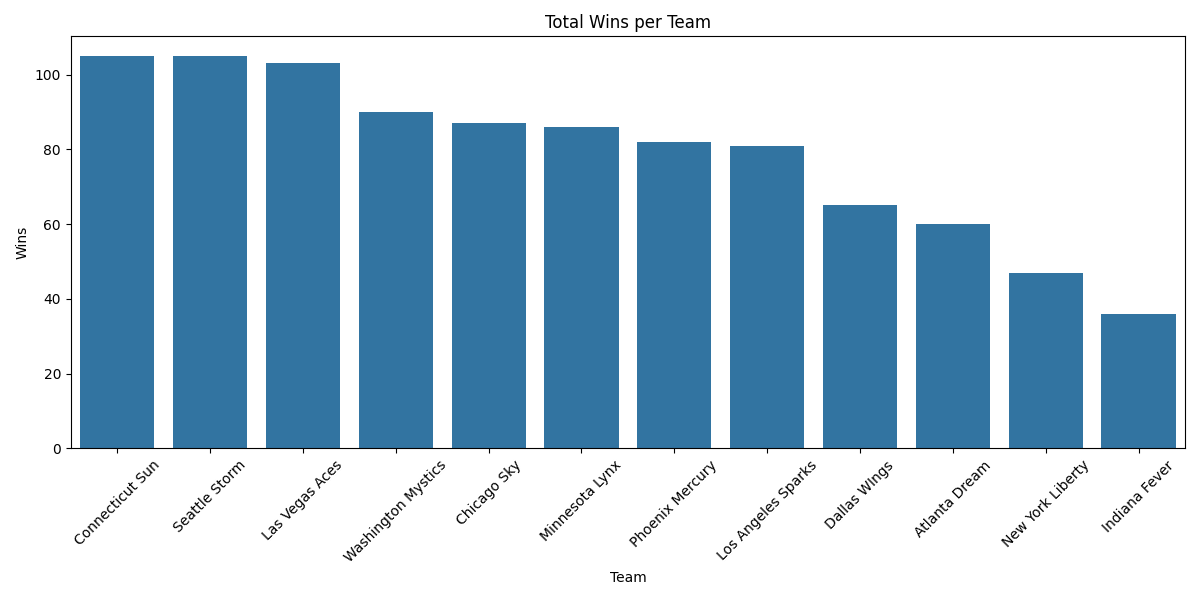 Total Wins per Team
Wins
100
80
60
40
20
0
Connecticut Sun
Seattle Storm
Las Vegas Aces
Washington Mystics
Chicago Sky
Minnesota Lynx
Phoenix Mercury
Los Angeles Sparks
Dallas WIngs
Atlanta Dream
New York Liberty
Indiana Fever
Team